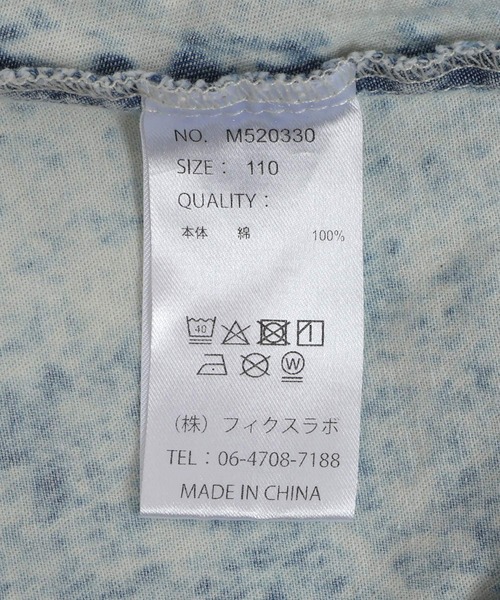 NO. M520330
SIZE : 110
QUALITY :
本体 綿 100%
40
W
(株) フィクスラボ
TEL : 06-4708-7188
MADE IN CHINA